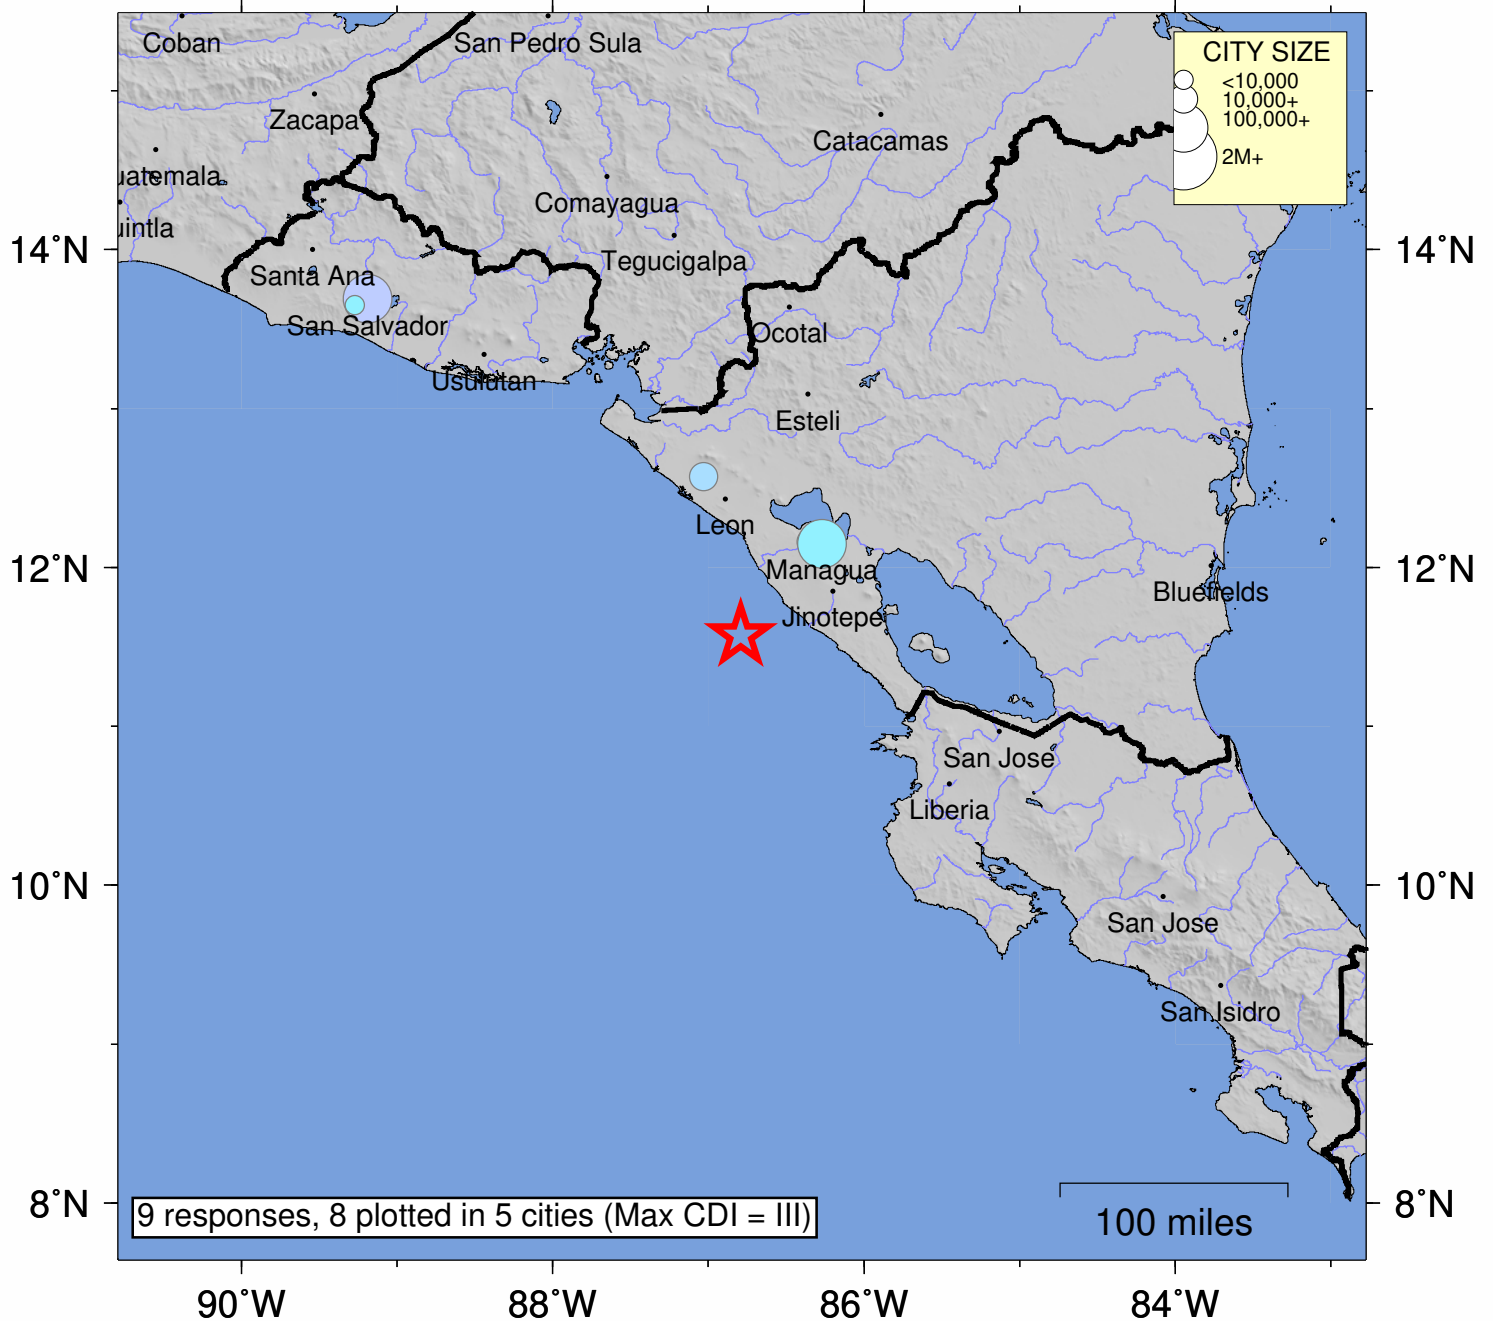 Coban
San Pedro Sula
CITY SIZE
<10,000
10,000+
100,000+
2M+
Zacapa
Catacamas
uatemala
Comayagua
uintla
14°N
14°N
Tegucigalpa
Santa Ana
San Salvador
Ocotal
Usulutan
Esteli
Leon
12°N
12°N
Managua
Bluefields
Jinotepe
San Jose
Liberia
10°N
10°N
San Jose
San Isidro
8°N
8°N
9 responses, 8 plotted in 5 cities (Max CDI = III)
100 miles
90°W
88°W
86°W
84°W